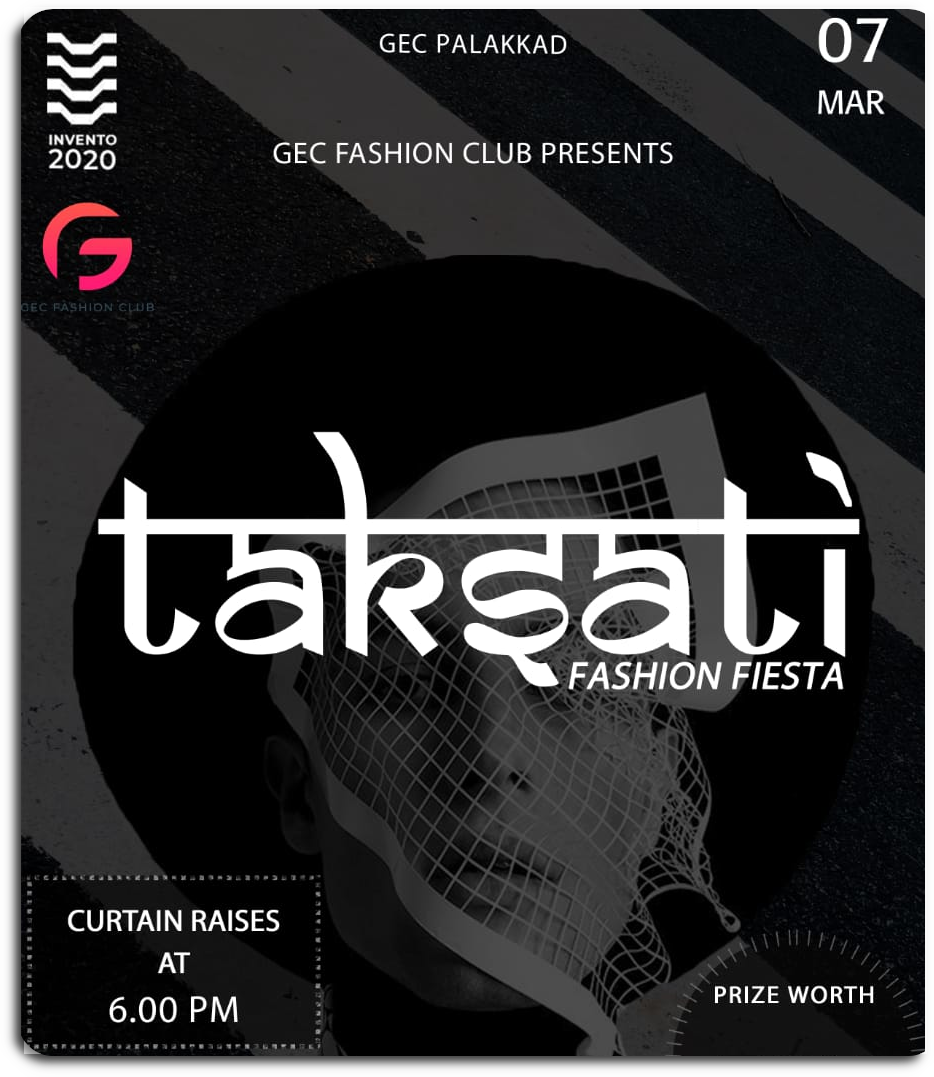 GEC PALAKKAD
07
MAR
INVENTO
2020
GEC FASHION CLUB PRESENTS
G
GEC FASHION CLUB
taksati
FASHION FIESTA
CURTAIN RAISES
AT
6.00 PM
PRIZE WORTH